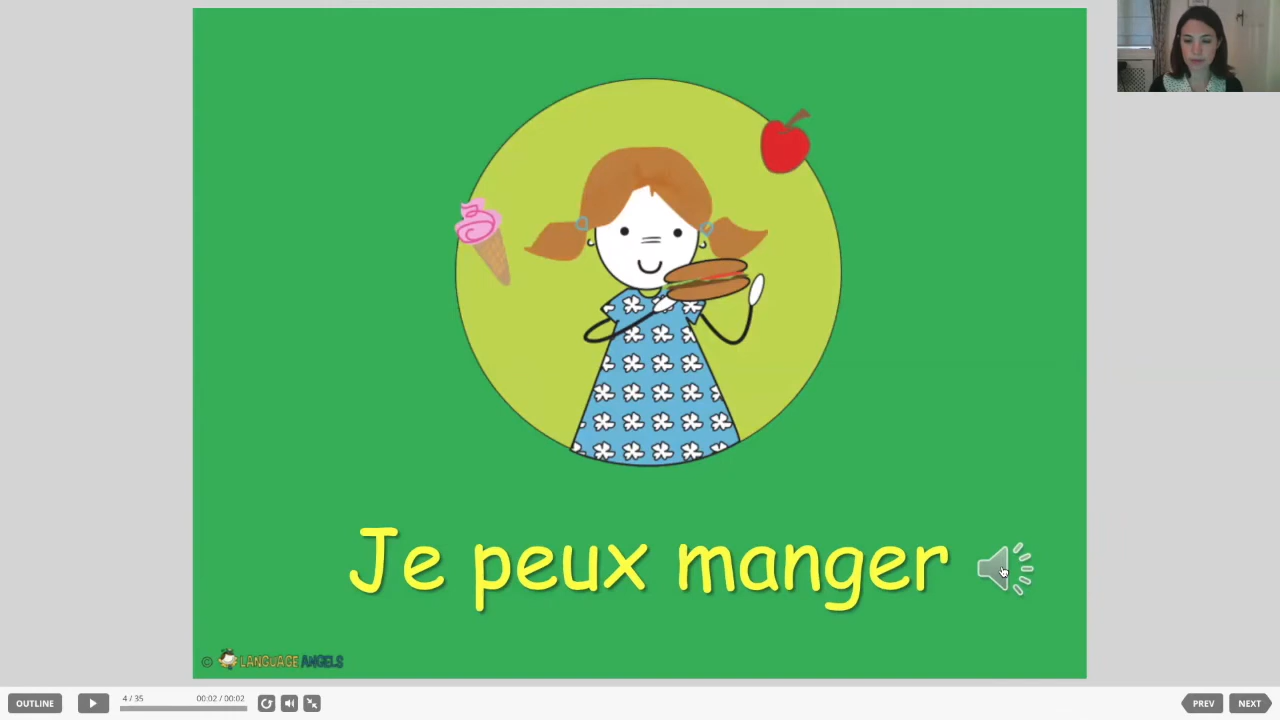 Je peux manger
© LANGUAGE ANGELS
OUTLINE
4 / 35
00:02 / 00:02
PREV
NEXT